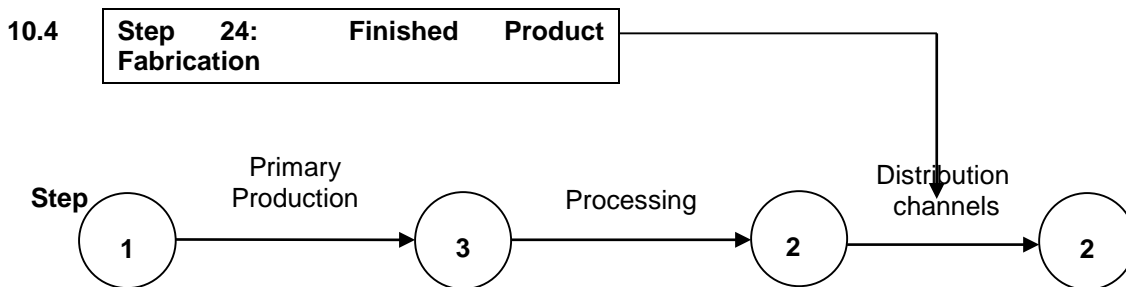 10.4 Step 24: Finished Product
Fabrication
Primary
Production
Processing
Distribution
channels
Step
1
3
2
2